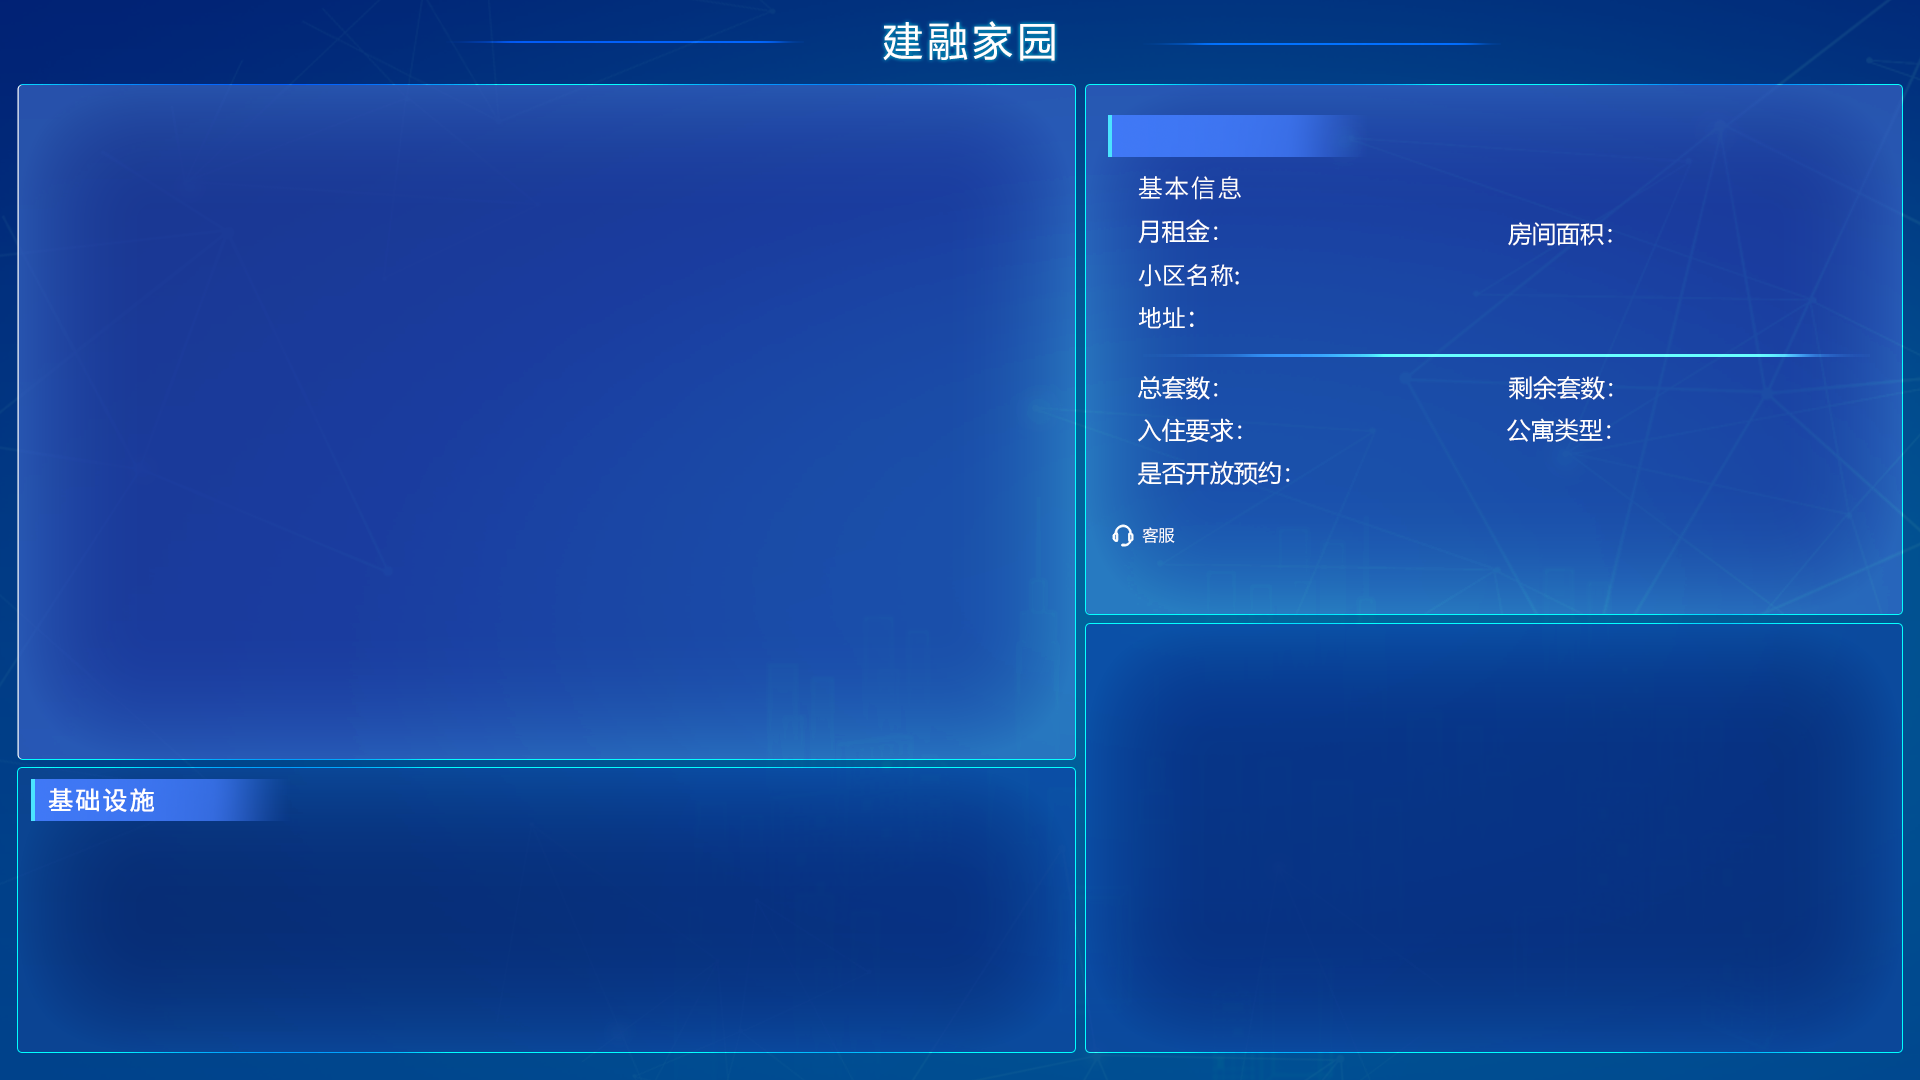 建融家园
基本信息
月租金：
房间面积：
小区名称:
地址：
总套数：
剩余套数：
入住要求：
公寓类型：
是否开放预约：
客服
基础设施